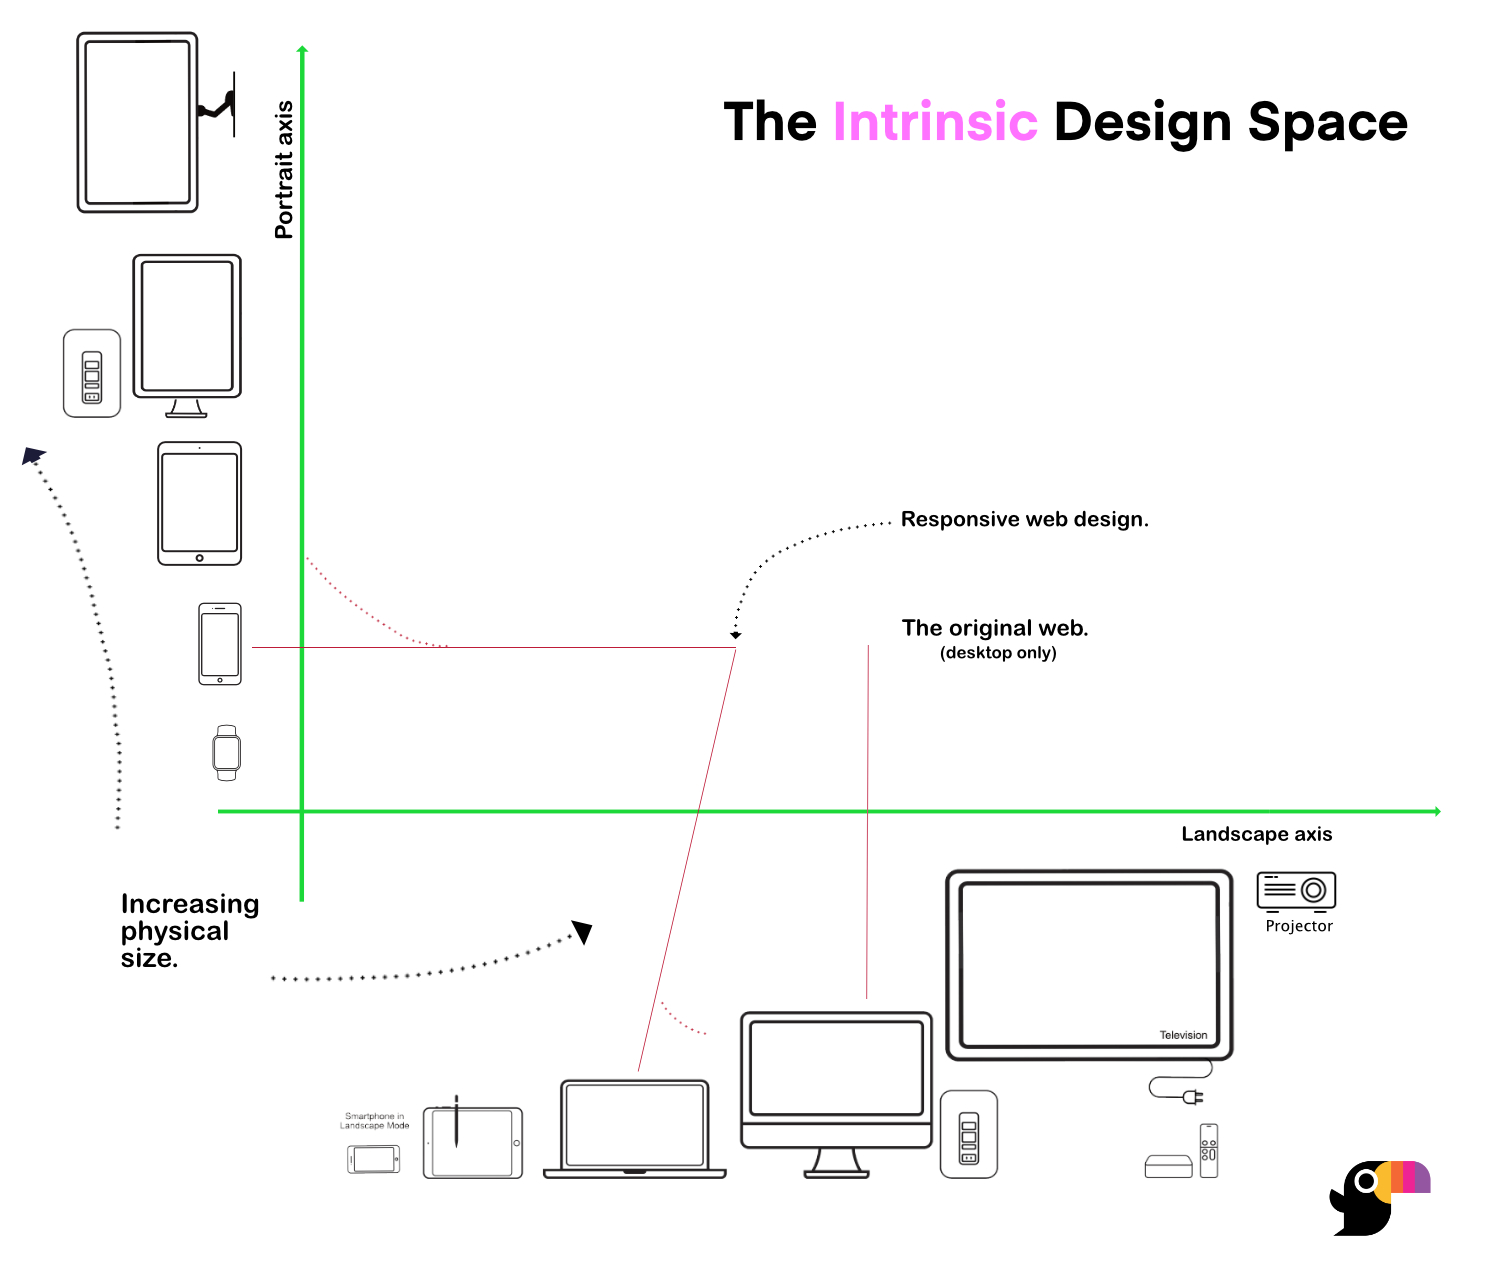 The Intrinsic Design Space
Portrait axis
Responsive web design.
The original web.
(desktop only)
Landscape axis
Increasing
physical
size.
Projector
Television
Smartphone in
Landscape Mode